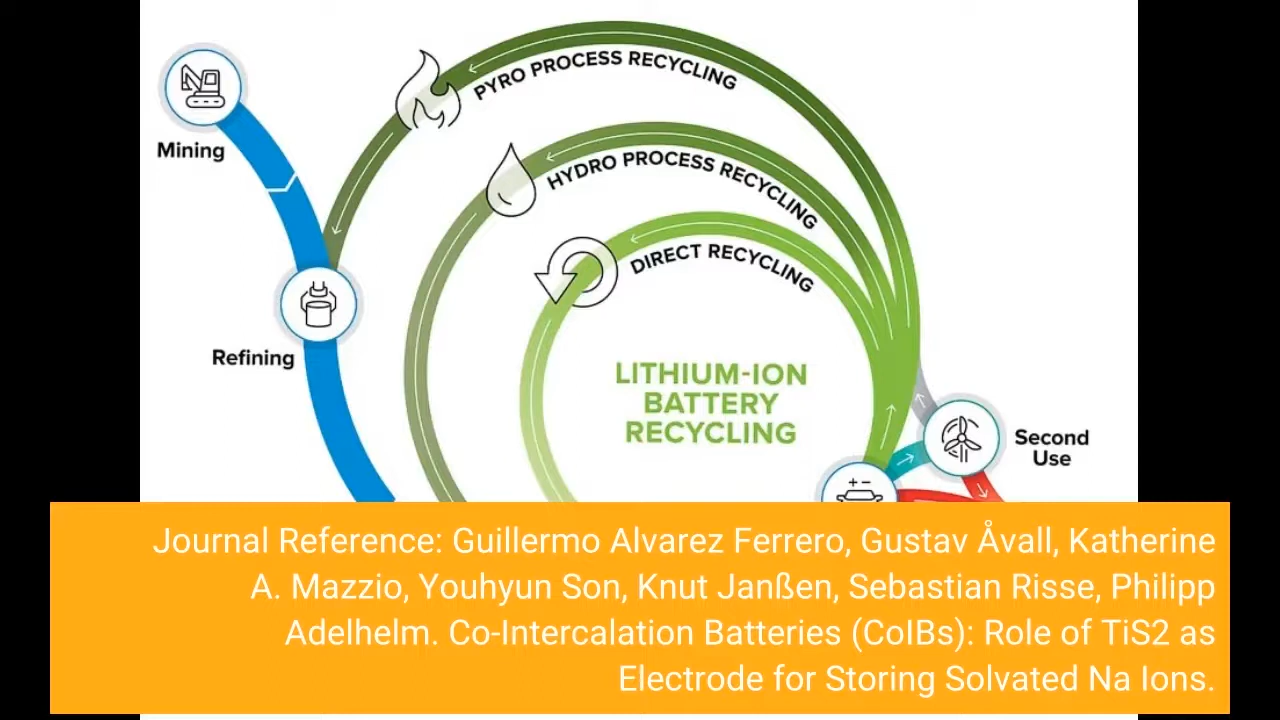 PYRO PROCESS RECYCLING
Mining
HYDRO PROCESS RECYCLING
DIRECT RECYCLING
Refining
LITHIUM-ION
BATTERY
RECYCLING
Second
Use
+ -
Journal Reference: Guillermo Alvarez Ferrero, Gustav Åvall, Katherine
A. Mazzio, Youhyun Son, Knut Janßen, Sebastian Risse, Philipp
Adelhelm. Co-Intercalation Batteries (CoIBs): Role of TiS2 as
Electrode for Storing Solvated Na Ions.